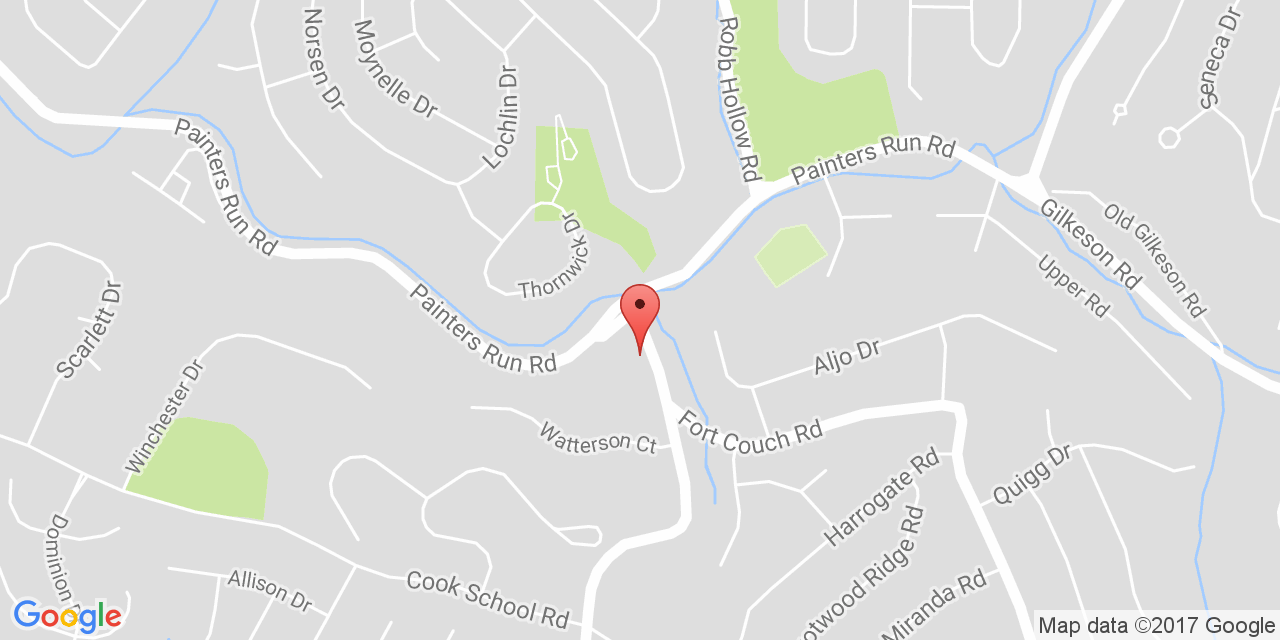 Norsen Dr
Moynelle Dr
Lochlin Dr
Robb Hollow Rd
Seneca Dr
Painters Run Rd
Painters Run Rd
Thornwick Dr
Gilkeson Rd
Old Gilkeson Rd
Upper Rd
Scarlett Dr
Painters Run Rd
Aljo Dr
Winchester Dr
Watterson Ct
Fort Couch Rd
Harrogate Rd
Quigg Dr
Dominion
Allison Dr
Cook School Rd
Ridge Rd
Miranda Rd
Google
Map data ©2017 Google